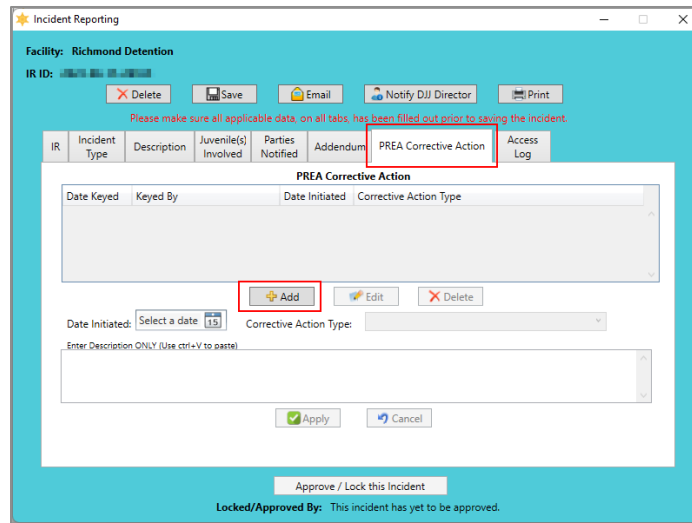 Incident Reporting
Facility: Richmond Detention
IR ID:
Delete Save Email Notify DJJ Director Print
Please make sure all applicable data, on all tabs, has been filled out prior to saving the incident.
IR Incident Type Description Juvenile(s) Involved Parties Notified Addendum PREA Corrective Action Access Log
PREA Corrective Action
Date Keyed Keyed By Date Initiated Corrective Action Type
Add Edit Delete
Date Initiated: Select a date 15 Corrective Action Type:
Enter Description ONLY (Use ctrl+V to paste)
Apply Cancel
Approve / Lock this Incident
Locked/Approved By: This incident has yet to be approved.